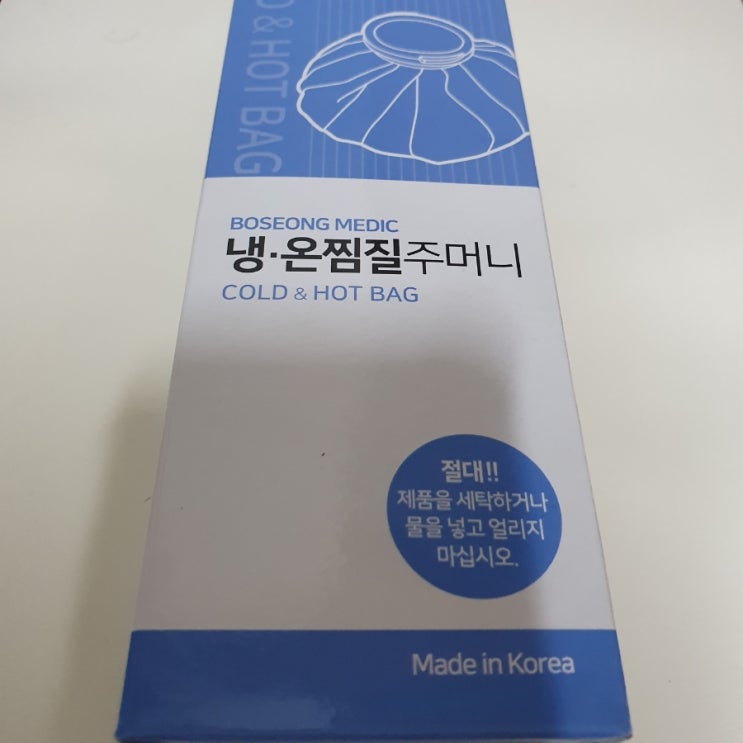 D & HOT BAG
BOSEONG MEDIC
냉·온찜질주머니
COLD & HOT BAG
절대!!
제품을 세탁하거나
물을 넣고 얼리지
마십시오.
Made in Korea